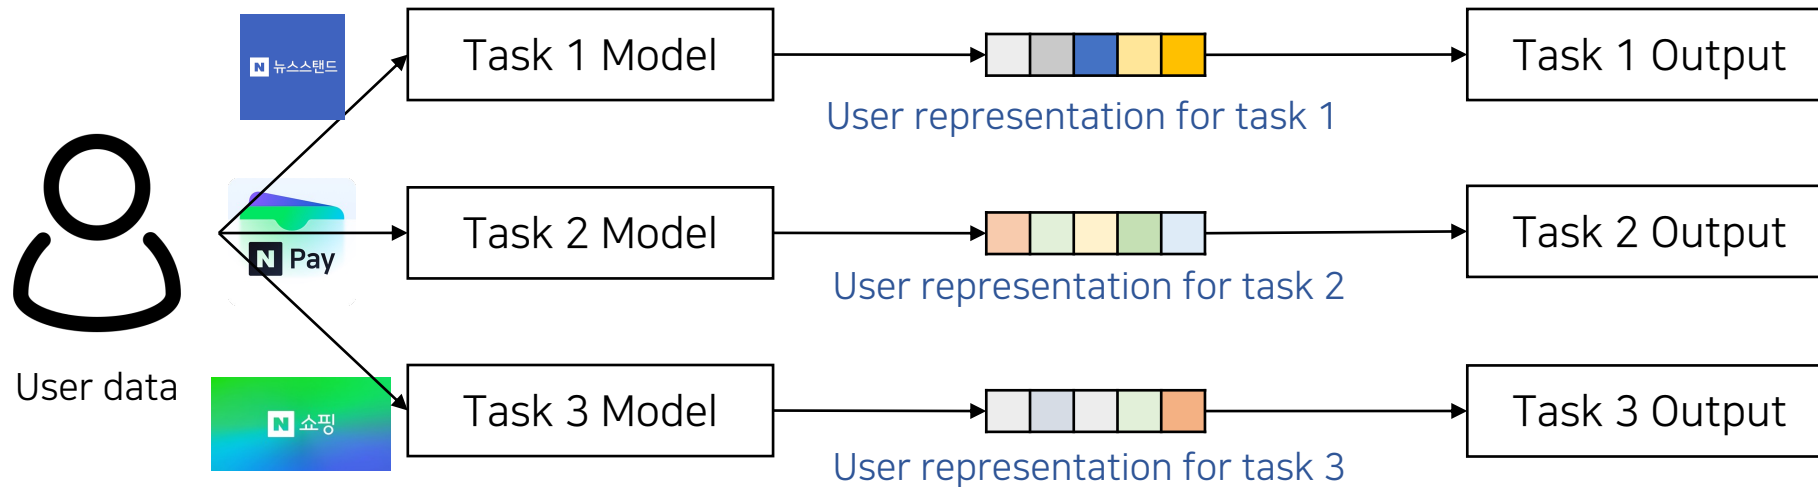 N 뉴스스탠드
Task 1 Model
Task 1 Output
User representation for task 1
N Pay
Task 2 Model
Task 2 Output
User representation for task 2
User data
N 쇼핑
Task 3 Model
Task 3 Output
User representation for task 3